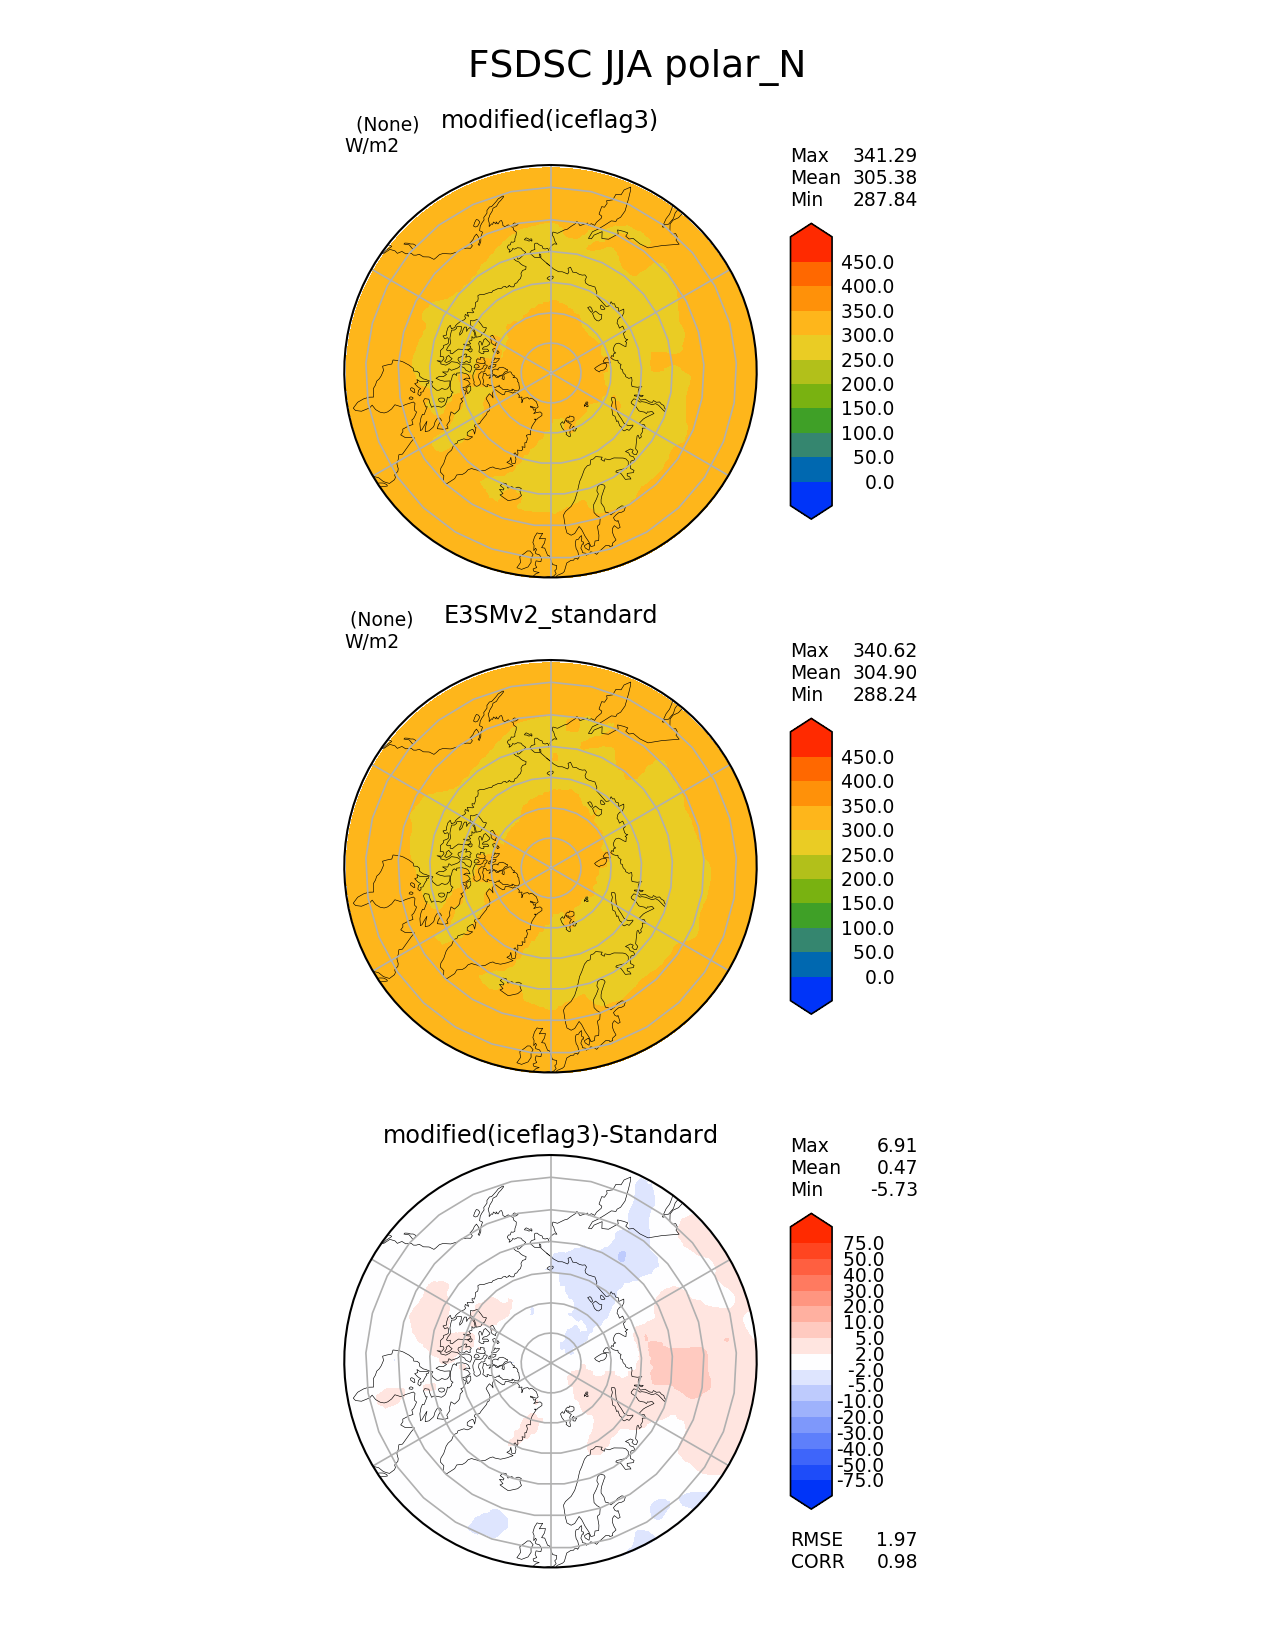 FSDSC JJA polar_N
(None) modified(iceflag3)
W/m2
Max 341.29
Mean 305.38
Min 287.84
450.0
400.0
350.0
300.0
250.0
200.0
150.0
100.0
50.0
0.0
(None) E3SMv2_standard
W/m2
Max 340.62
Mean 304.90
Min 288.24
450.0
400.0
350.0
300.0
250.0
200.0
150.0
100.0
50.0
0.0
modified(iceflag3)-Standard
Max 6.91
Mean 0.47
Min -5.73
75.0
50.0
40.0
30.0
20.0
10.0
5.0
2.0
-2.0
-5.0
-10.0
-20.0
-30.0
-40.0
-50.0
-75.0
RMSE 1.97
CORR 0.98